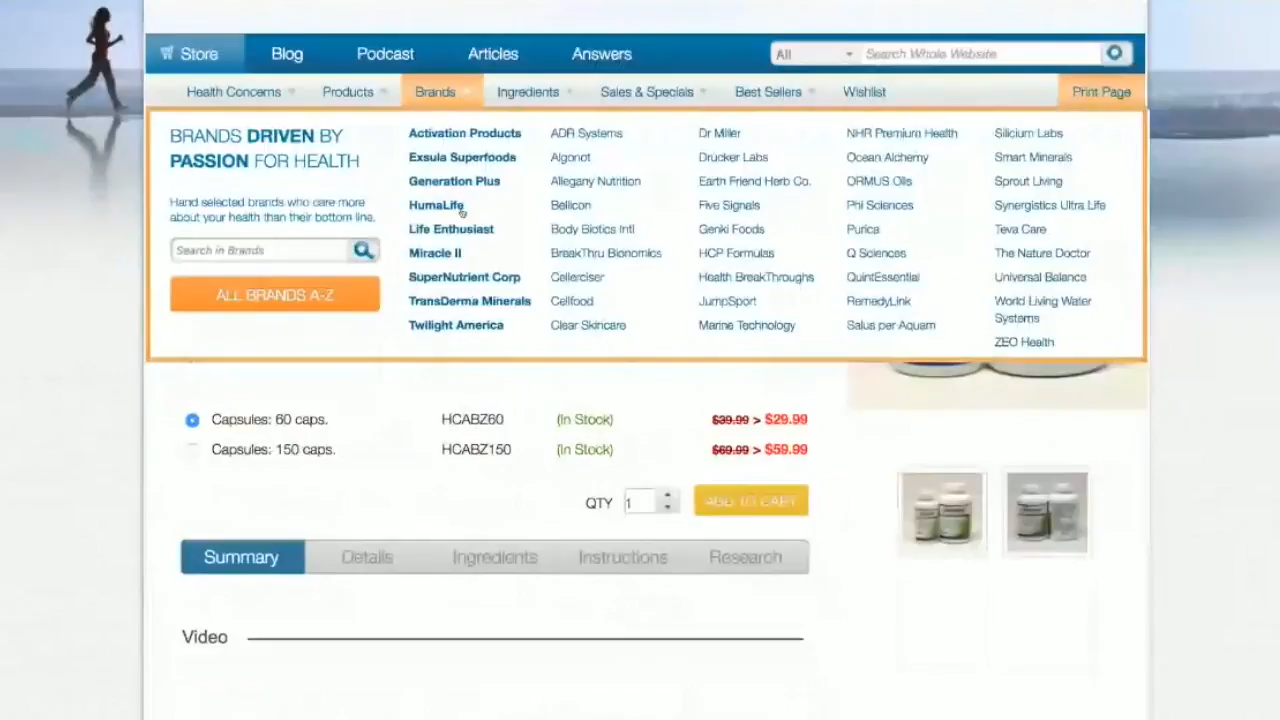 Store Blog Podcast Articles Answers All Search Whole Website
Health Concerns Products Brands Ingredients Sales & Specials Best Sellers Wishlist Print Page
BRANDS DRIVEN BY
PASSION FOR HEALTH
Hand selected brands who care more
about your health than their bottom line.
Search in Brands
ALL BRANDS A-Z
Activation Products
Exsula Superfoods
Generation Plus
HumaLife
Life Enthusiast
Miracle II
SuperNutrient Corp
TransDerma Minerals
Twilight America
ADR Systems
Algonot
Allegany Nutrition
Bellicon
Body Biotics Intl
BreakThru Bionomics
Cellerciser
Cellfood
Clear Skincare
Dr Miller
Drucker Labs
Earth Friend Herb Co.
Five Signals
Genki Foods
HCP Formulas
Health BreakThroughs
JumpSport
Marine Technology
NHR Premium Health
Ocean Alchemy
ORMUS Oils
Phi Sciences
Purica
Q Sciences
QuintEssential
RemedyLink
Salus per Aquam
Silicium Labs
Smart Minerals
Sprout Living
Synergistics Ultra Life
Teva Care
The Nature Doctor
Universal Balance
World Living Water
Systems
ZEO Health
Capsules: 60 caps. HCABZ60 (In Stock) $39.99 > $29.99
Capsules: 150 caps. HCABZ150 (In Stock) $69.99 > $59.99
QTY 1 ADD TO CART
Summary Details Ingredients Instructions Research
Video